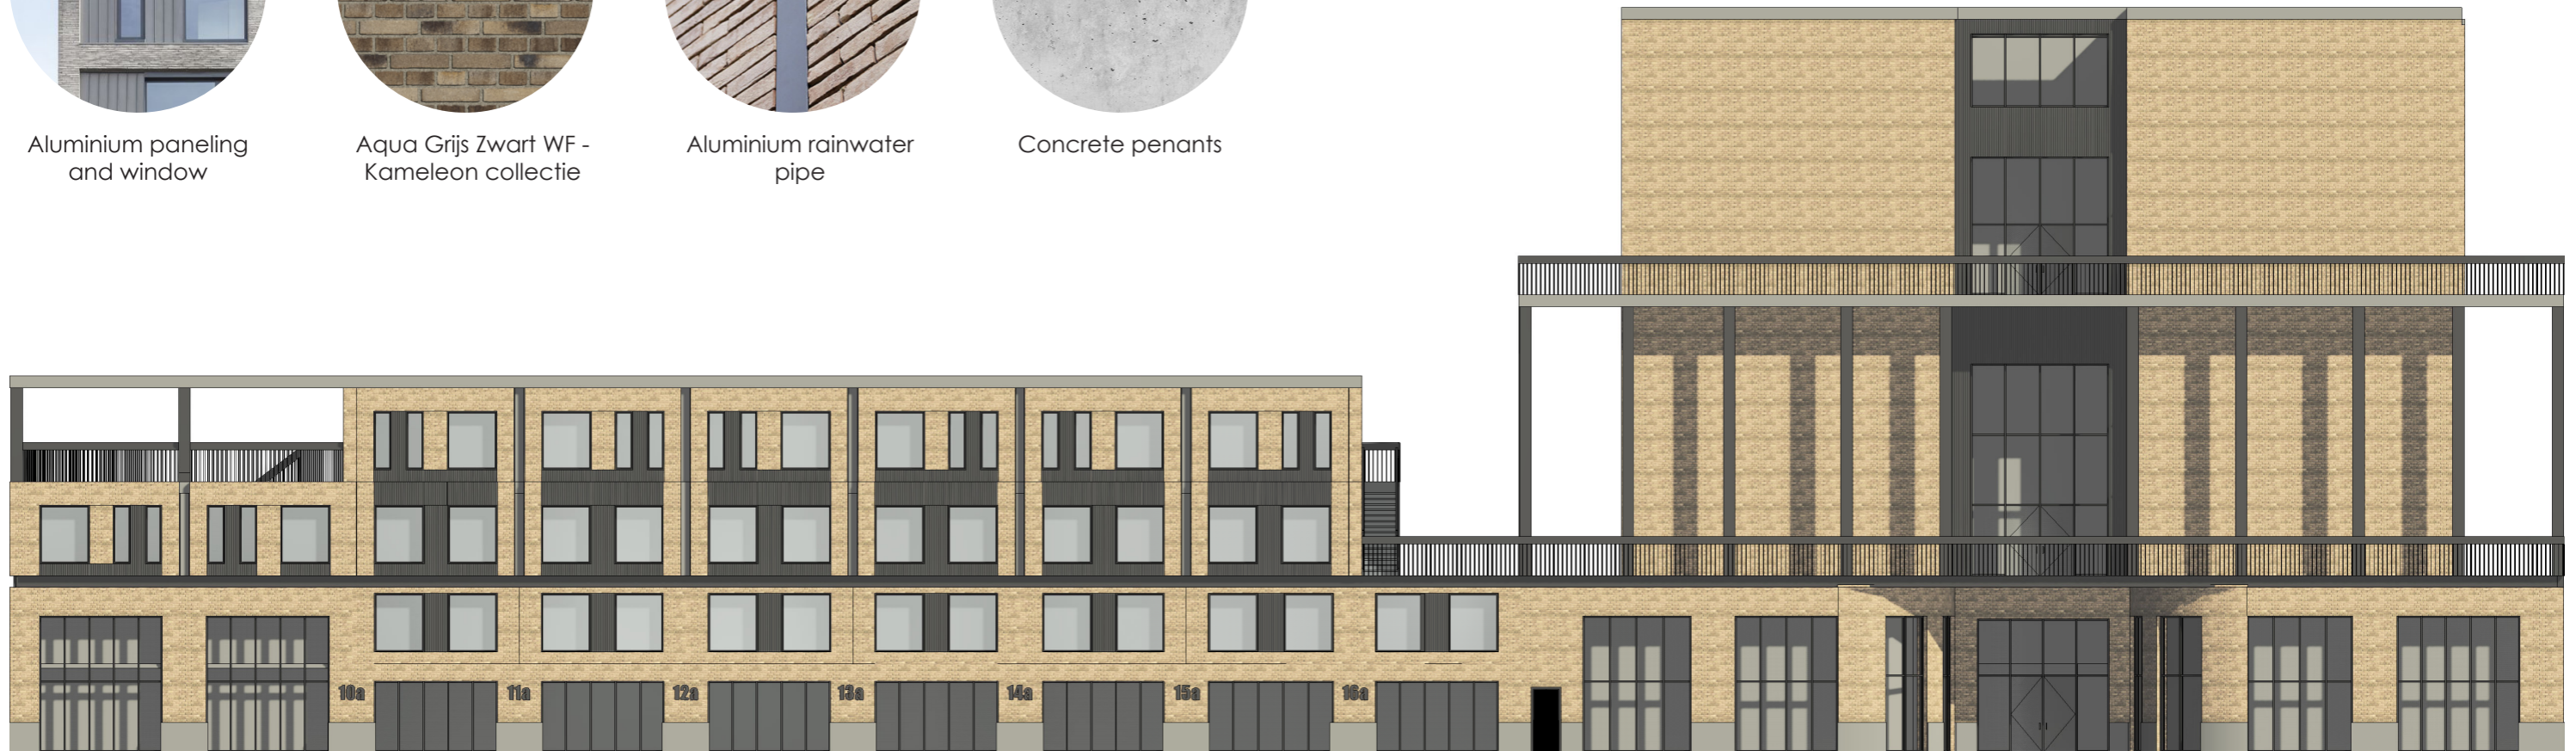 Aluminium paneling
and window
Aqua Grijs Zwart WF -
Kameleon collectie
Aluminium rainwater
pipe
Concrete penants
10a
11a
12a
13a
14a
15a
16a